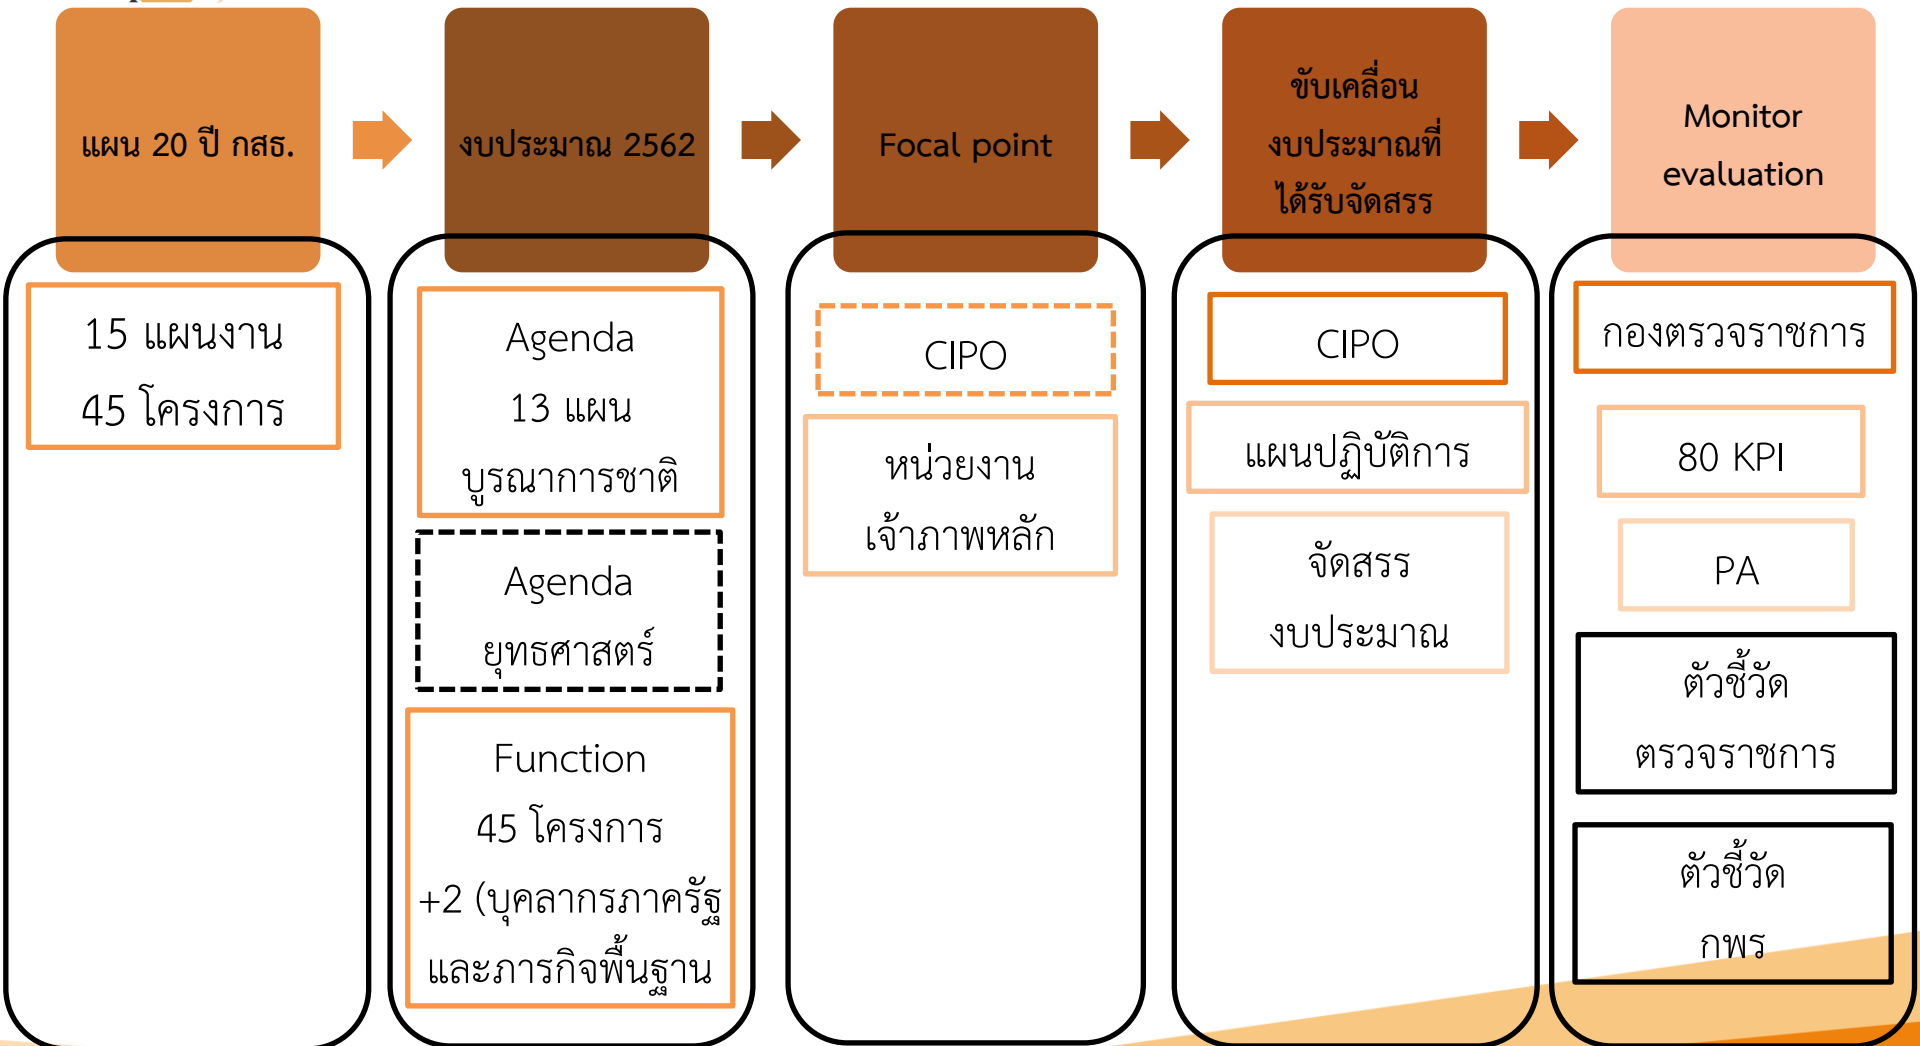 แผน 20 ปี กสธ.
งบประมาณ 2562
Focal point
ขับเคลื่อน
งบประมาณที่
ได้รับจัดสรร
Monitor
evaluation
15 แผนงาน
45 โครงการ
Agenda
13 แผน
บูรณาการชาติ
Agenda
ยุทธศาสตร์
Function
45 โครงการ
+2 (บุคลากรภาครัฐ
และภารกิจพื้นฐาน
CIPO
หน่วยงาน
เจ้าภาพหลัก
CIPO
แผนปฏิบัติการ
จัดสรร
งบประมาณ
กองตรวจราชการ
80 KPI
PA
ตัวชี้วัด
ตรวจราชการ
ตัวชี้วัด
กพร